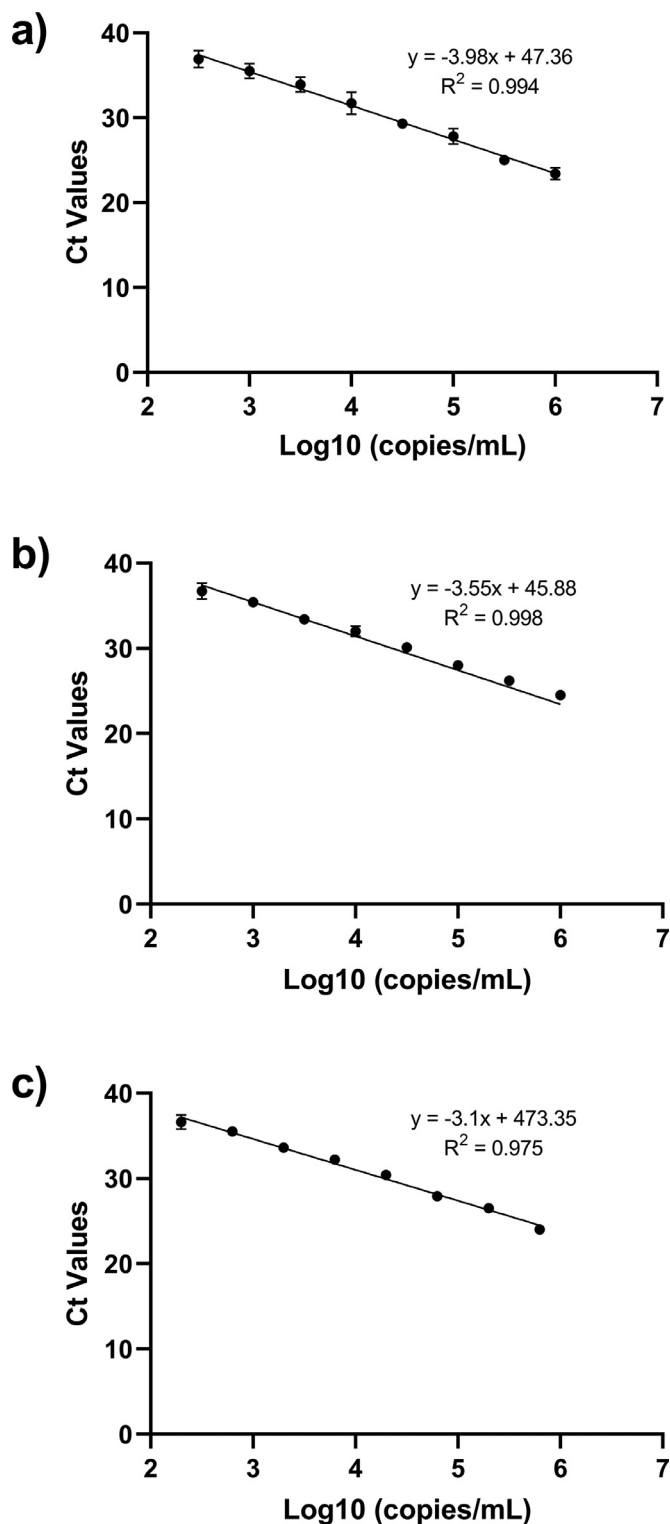 a)
y = -3.98x + 47.36
R² = 0.994
40
30
20
10
0
Ct Values
2 3 4 5 6 7
Log10 (copies/mL)
b)
y = -3.55x + 45.88
R² = 0.998
40
30
20
10
0
Ct Values
2 3 4 5 6 7
Log10 (copies/mL)
c)
y = -3.1x + 473.35
R² = 0.975
40
30
20
10
0
Ct Values
2 3 4 5 6 7
Log10 (copies/mL)